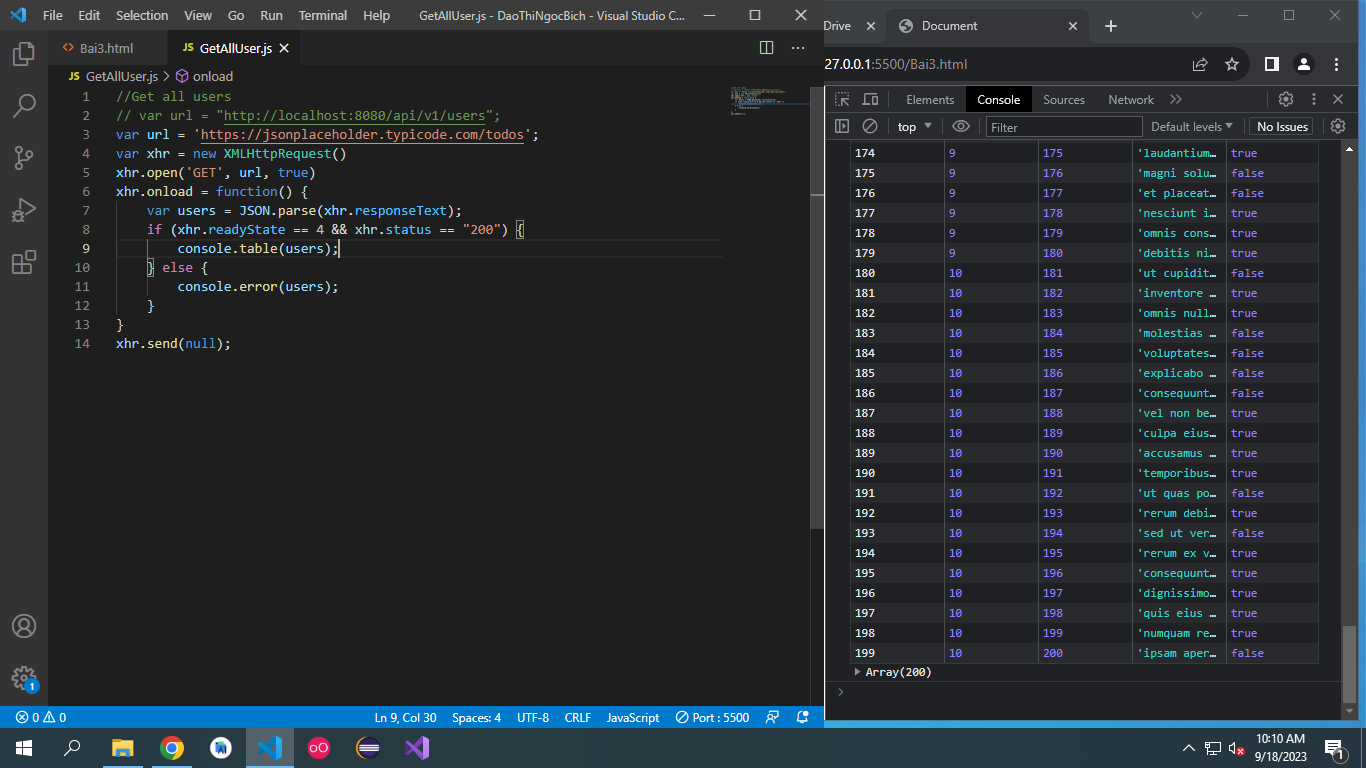 File Edit Selection View Go Run Terminal Help GetAllUser.js - DaoThiNgocBich - Visual Studio C...
Bai3.html
JS GetAllUser.js
JS GetAllUser.js > onload
1 //Get all users
2 // var url = "http://localhost:8080/api/v1/users";
3 var url = 'https://jsonplaceholder.typicode.com/todos';
4 var xhr = new XMLHttpRequest()
5 xhr.open('GET', url, true)
6 xhr.onload = function() {
7 var users = JSON.parse(xhr.responseText);
8 if (xhr.readyState == 4 && xhr.status == "200") {
9 console.table(users);
10 } else {
11 console.error(users);
12 }
13 }
14 xhr.send(null);
1
0 0
Ln 9, Col 30 Spaces: 4 UTF-8 CRLF JavaScript Port : 5500
Drive Document
27.0.0.1:5500/Bai3.html
Elements Console Sources Network
top Filter Default levels No Issues
174 9 175 'laudantium… true
175 9 176 'magni solu… false
176 9 177 'et placeat… false
177 9 178 'nesciunt i… true
178 9 179 'omnis cons… true
179 9 180 'debitis ni… true
180 10 181 'ut cupidit… false
181 10 182 'inventore … true
182 10 183 'omnis null… true
183 10 184 'molestias … false
184 10 185 'voluptates… false
185 10 186 'explicabo … false
186 10 187 'consequunt… false
187 10 188 'vel non be… true
188 10 189 'culpa eius… true
189 10 190 'accusamus … true
190 10 191 'temporibus… true
191 10 192 'ut quas po… false
192 10 193 'rerum debi… true
193 10 194 'sed ut ver… false
194 10 195 'rerum ex v… true
195 10 196 'consequunt… true
196 10 197 'dignissimo… true
197 10 198 'quis eius … true
198 10 199 'numquam re… true
199 10 200 'ipsam aper… false
Array(200)
10:10 AM
9/18/2023
1